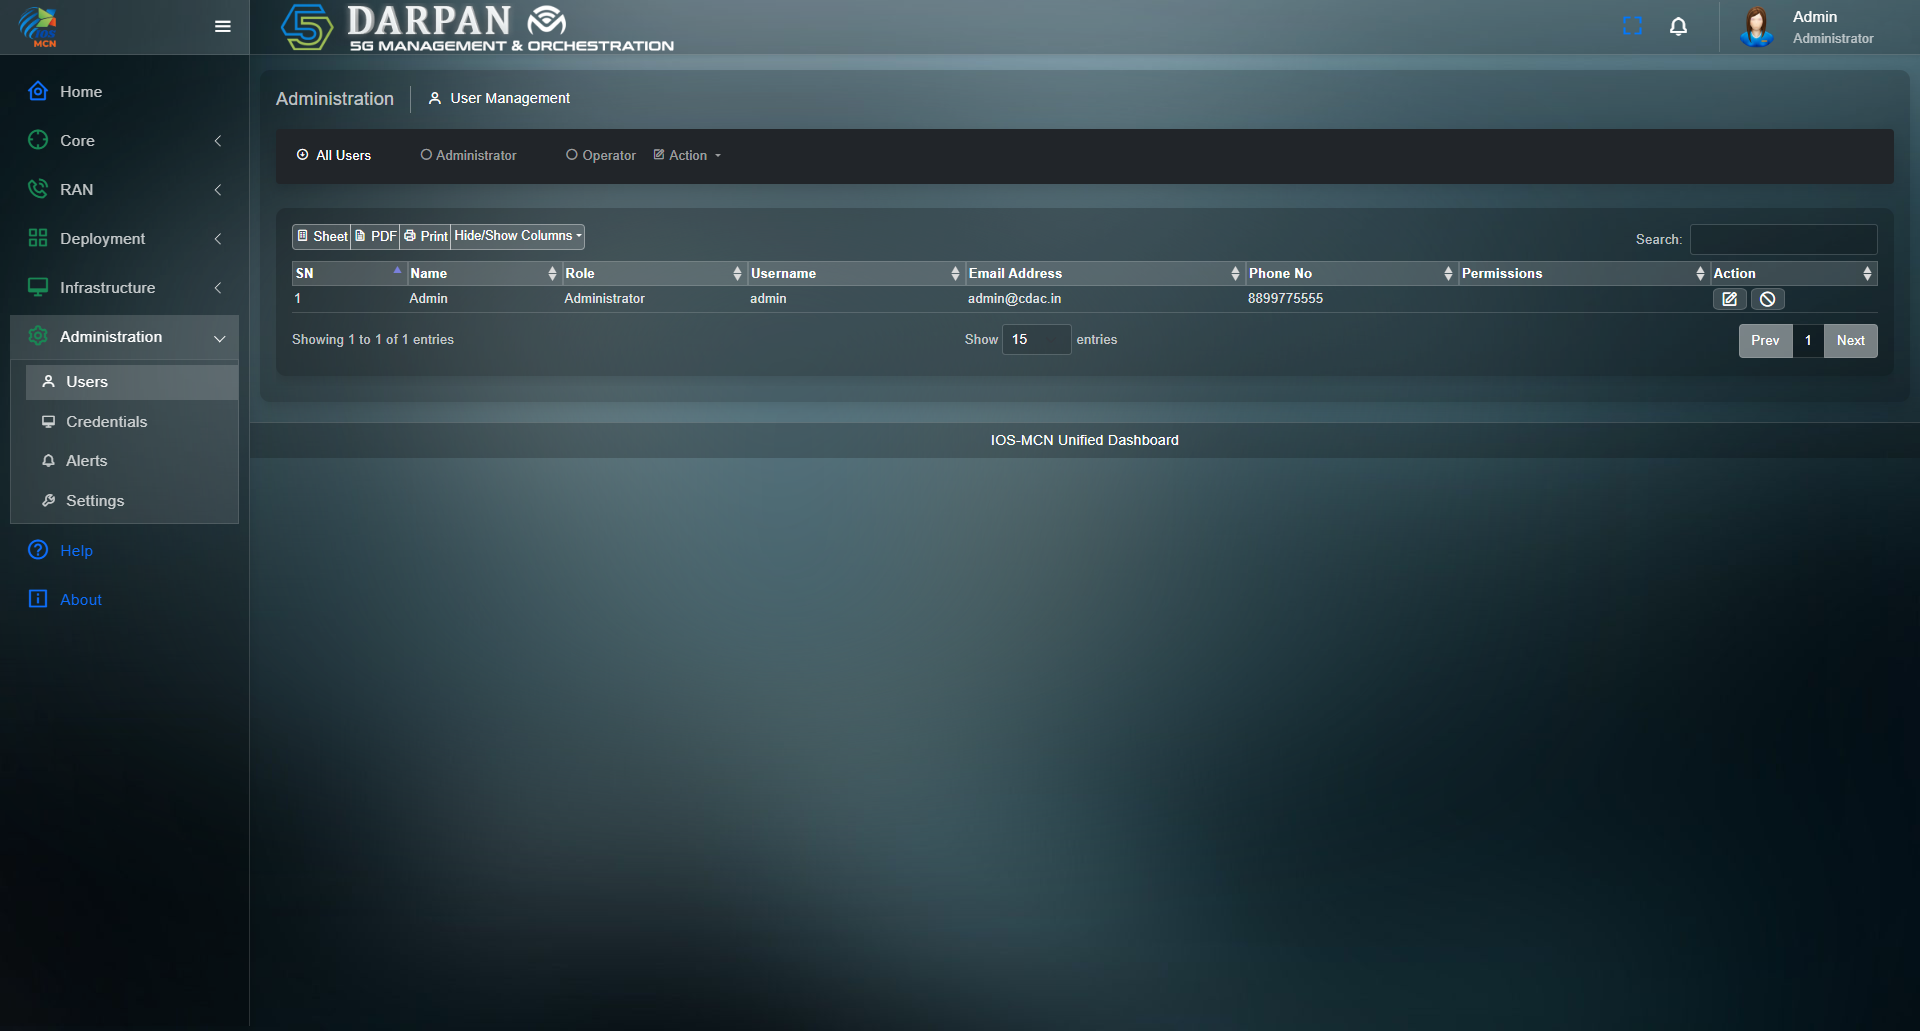 IOS
MCN
DARPAN
5G MANAGEMENT & ORCHESTRATION
Admin
Administrator
Home
Core
RAN
Deployment
Infrastructure
Administration
Users
Credentials
Alerts
Settings
Help
About
Administration
User Management
All Users Administrator Operator Action
Sheet PDF Print Hide/Show Columns
Search:
SN Name Role Username Email Address Phone No Permissions Action
1 Admin Administrator admin admin@cdac.in 8899775555
Showing 1 to 1 of 1 entries Show 15 entries Prev 1 Next
IOS-MCN Unified Dashboard